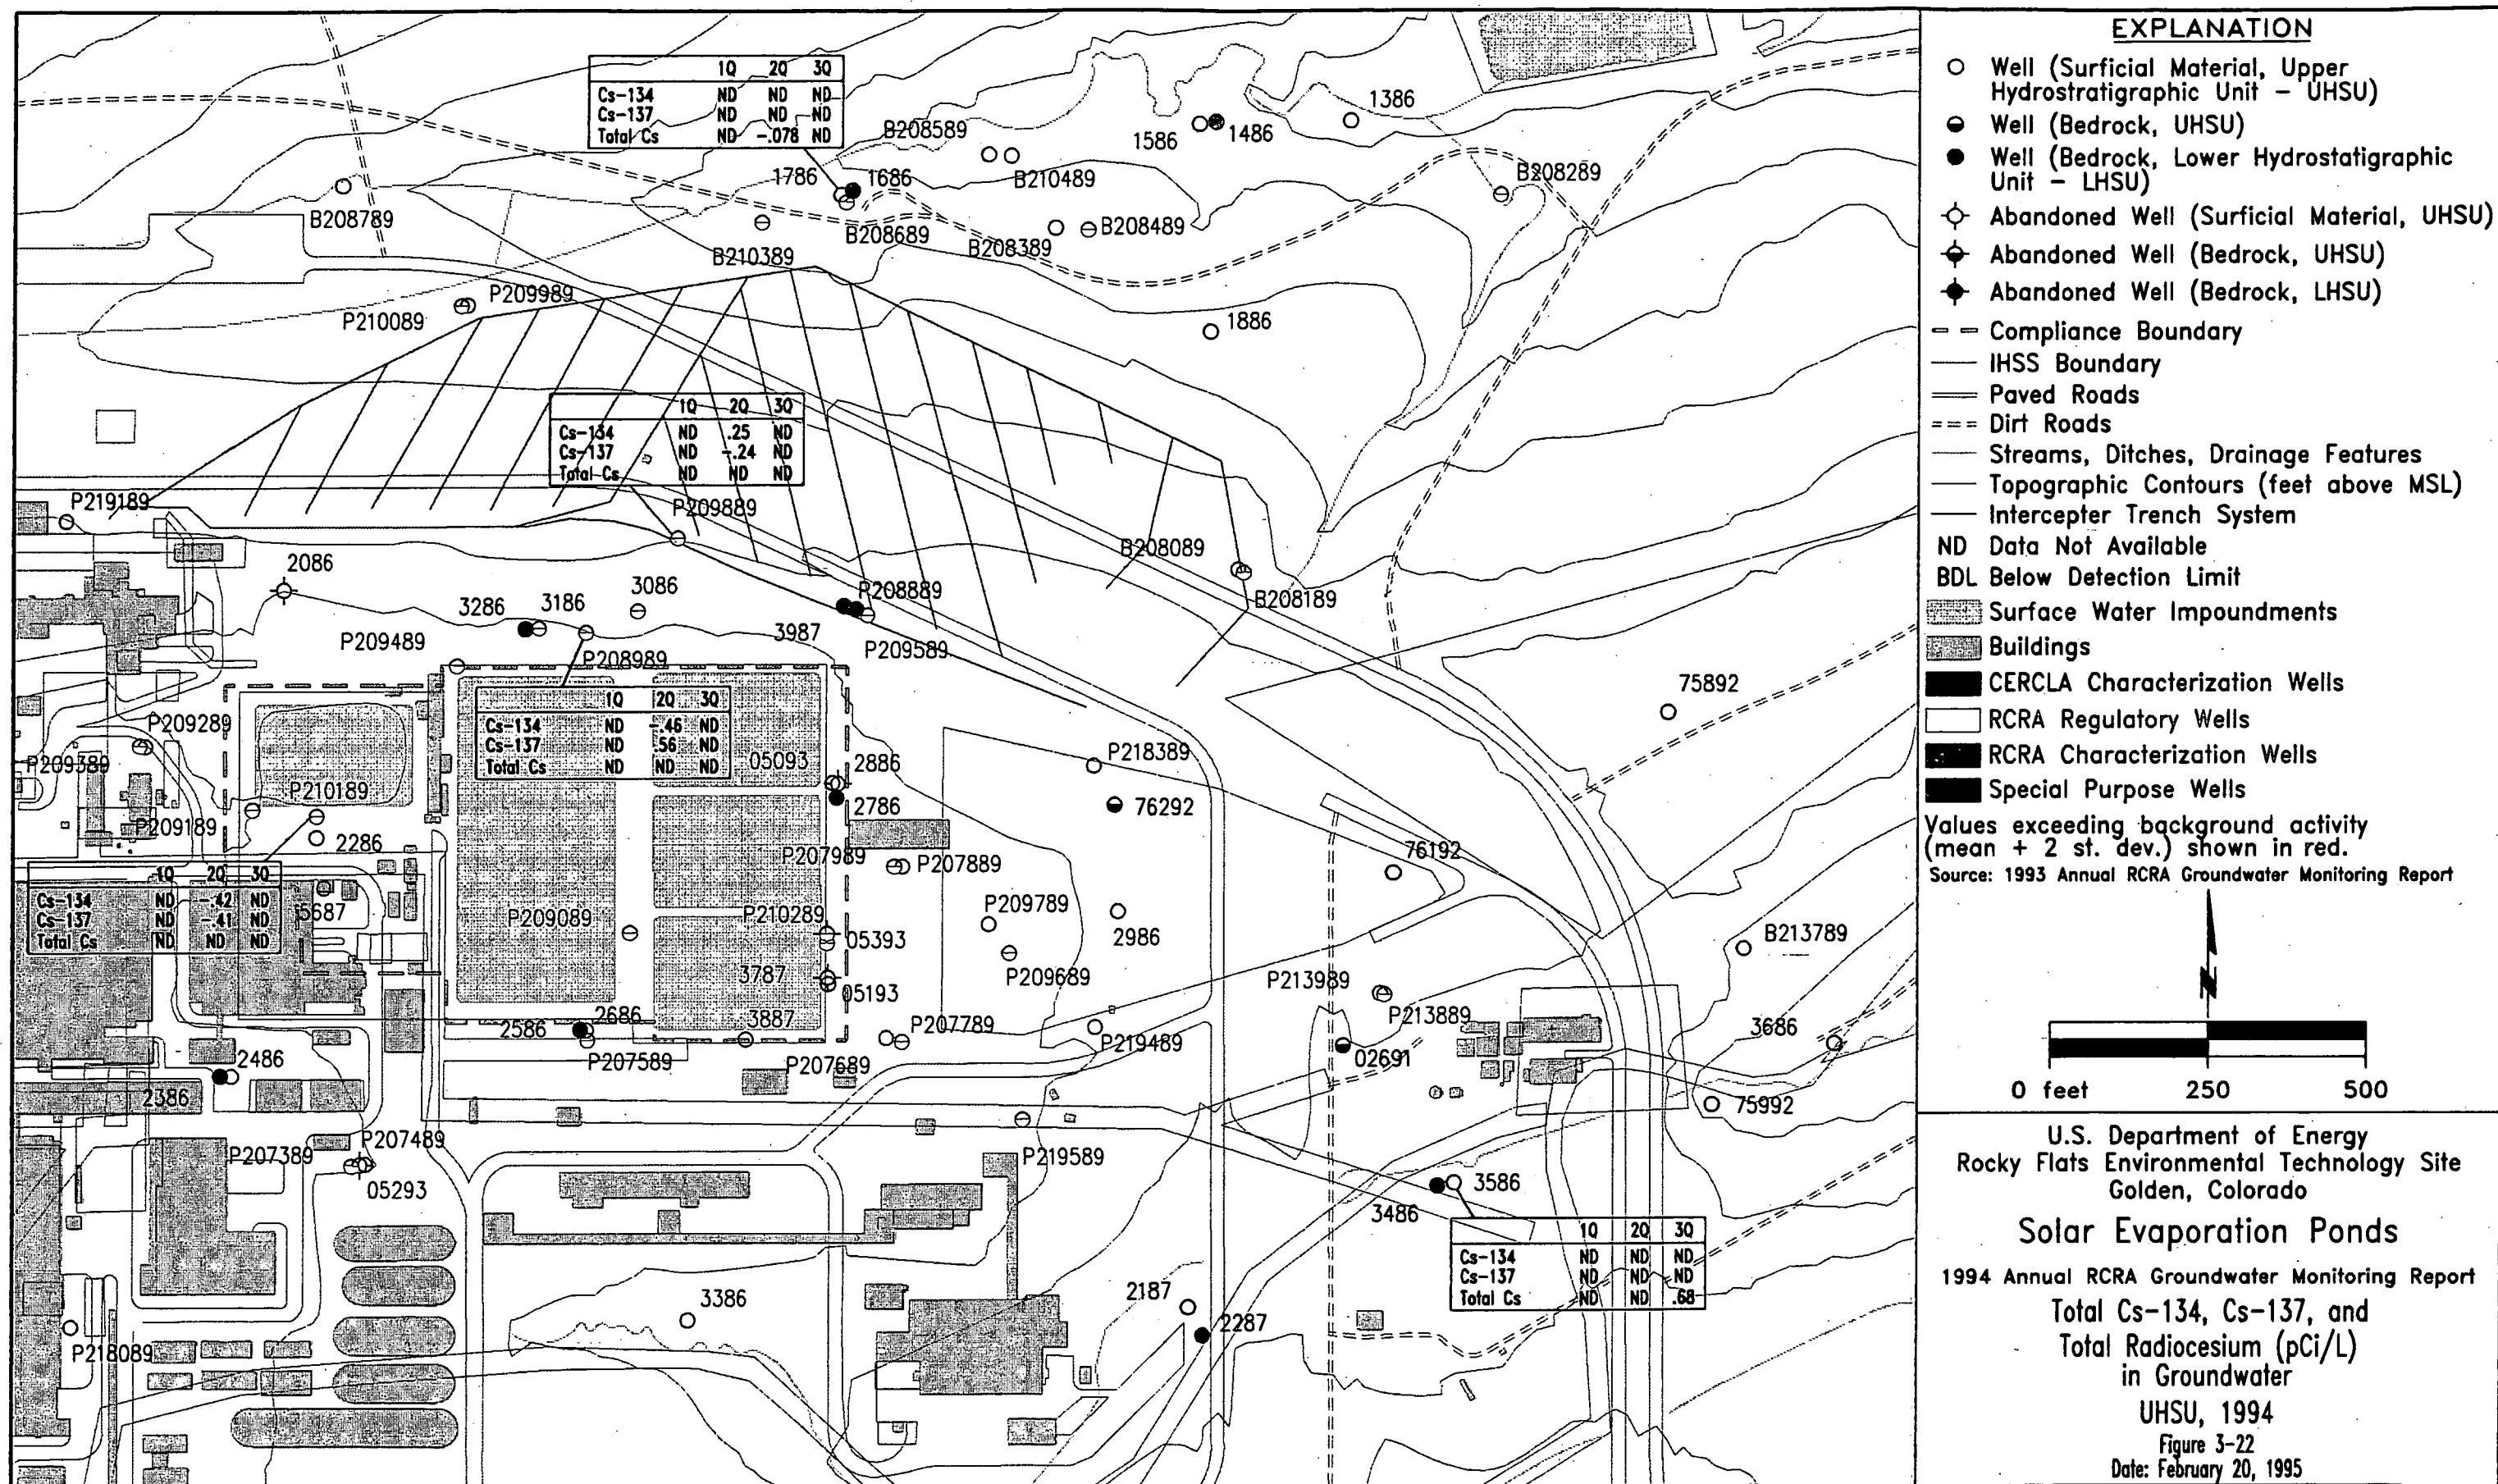 1Q 2Q 3Q
Cs-134 ND ND ND
Cs-137 ND ND ND
Total Cs ND -.078 ND
1386
B208589
1586
1486
B210489
B208289
1786
1686
B208789
B208689
B208489
B208389
B210389
P209989
P210089
1886
1Q 2Q 3Q
Cs-134 ND .25 ND
Cs-137 ND -.24 ND
Total Cs ND ND ND
P219189
P209889
B208089
2086
B208189
3086
P208889
3286
3186
3987
P209489
P208989
P209589
75892
1Q 2Q 3Q
Cs-134 ND -.46 ND
Cs-137 ND .56 ND
Total Cs ND ND ND
P209289
P209389
05093
2886
P218389
2786
76292
P210189
P209189
2286
P207989
P207889
76192
1Q 2Q 3Q
Cs-134 ND -.42 ND
Cs-137 ND -.41 ND
Total Cs ND ND ND
5687
P209089
P210289
P209789
05393
2986
B213789
3787
P209689
P213989
05193
P213889
2686
2586
3887
P207789
P219489
3686
P207589
P207689
02691
2486
2386
75992
P207489
P207389
P219589
05293
3586
3486
1Q 2Q 3Q
Cs-134 ND ND ND
Cs-137 ND ND ND
Total Cs ND ND .68
3386
2187
2287
P218089
EXPLANATION
Well (Surficial Material, Upper
Hydrostratigraphic Unit - UHSU)
Well (Bedrock, UHSU)
Well (Bedrock, Lower Hydrostatigraphic
Unit - LHSU)
Abandoned Well (Surficial Material, UHSU)
Abandoned Well (Bedrock, UHSU)
Abandoned Well (Bedrock, LHSU)
Compliance Boundary
IHSS Boundary
Paved Roads
Dirt Roads
Streams, Ditches, Drainage Features
Topographic Contours (feet above MSL)
Intercepter Trench System
ND Data Not Available
BDL Below Detection Limit
Surface Water Impoundments
Buildings
CERCLA Characterization Wells
RCRA Regulatory Wells
RCRA Characterization Wells
Special Purpose Wells
Values exceeding background activity
(mean + 2 st. dev.) shown in red.
Source: 1993 Annual RCRA Groundwater Monitoring Report
N
0 feet 250 500
U.S. Department of Energy
Rocky Flats Environmental Technology Site
Golden, Colorado
Solar Evaporation Ponds
1994 Annual RCRA Groundwater Monitoring Report
Total Cs-134, Cs-137, and
Total Radiocesium (pCi/L)
in Groundwater
UHSU, 1994
Figure 3-22
Date: February 20, 1995